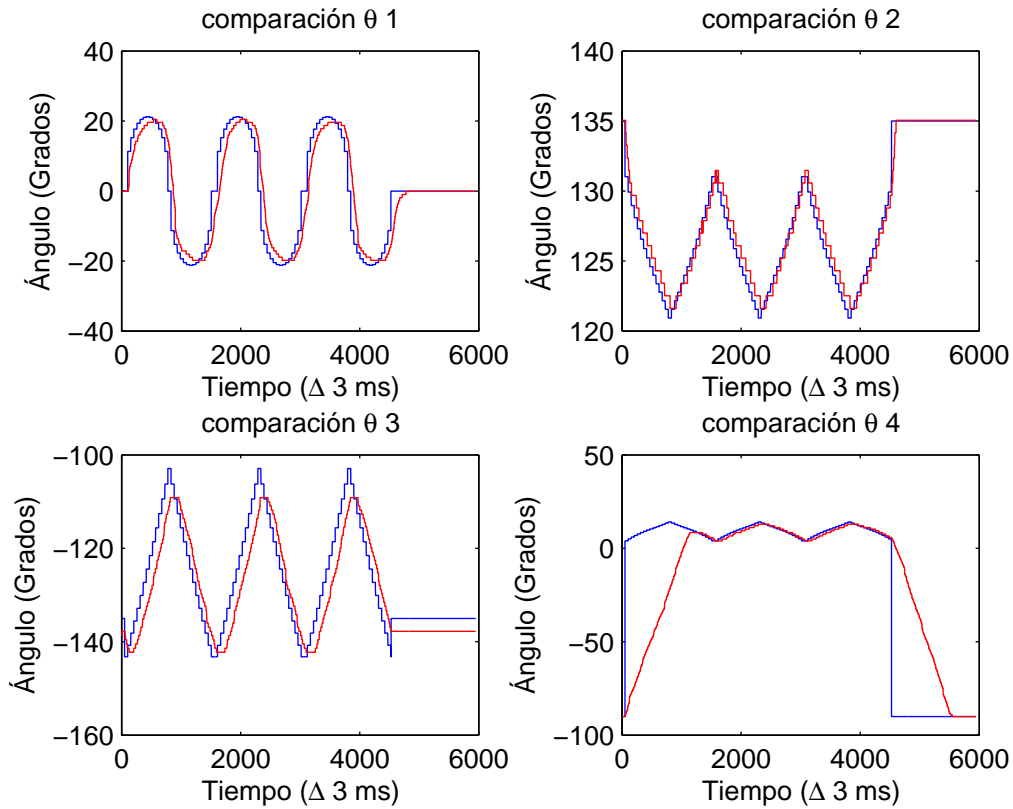 comparación θ 1
40
20
0
−20
−40
Ángulo (Grados)
0 2000 4000 6000
Tiempo (Δ 3 ms)
comparación θ 2
140
135
130
125
120
Ángulo (Grados)
0 2000 4000 6000
Tiempo (Δ 3 ms)
comparación θ 3
−100
−120
−140
−160
Ángulo (Grados)
0 2000 4000 6000
Tiempo (Δ 3 ms)
comparación θ 4
50
0
−50
−100
Ángulo (Grados)
0 2000 4000 6000
Tiempo (Δ 3 ms)